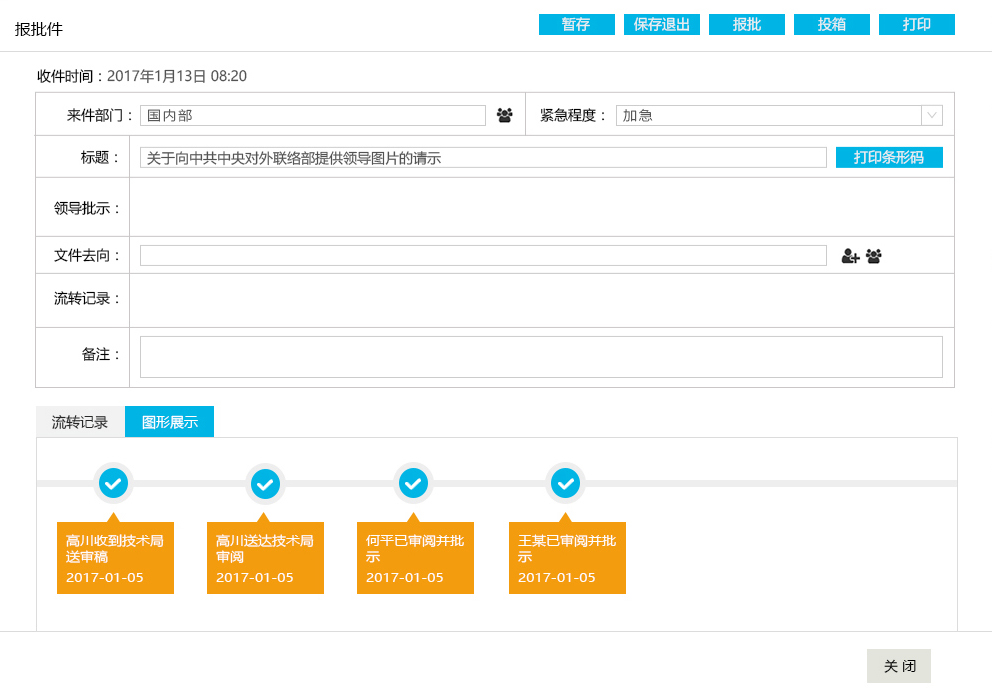 报批件
暂存 保存退出 报批 投箱 打印
收件时间：2017年1月13日 08:20
来件部门： 国内部 紧急程度： 加急
标题： 关于向中共中央对外联络部提供领导图片的请示 打印条形码
领导批示：
文件去向：
流转记录：
备注：
流转记录 图形展示
高川收到技术局
送审稿
2017-01-05
高川送达技术局
审阅
2017-01-05
何平已审阅并批
示
2017-01-05
王某已审阅并批
示
2017-01-05
关 闭